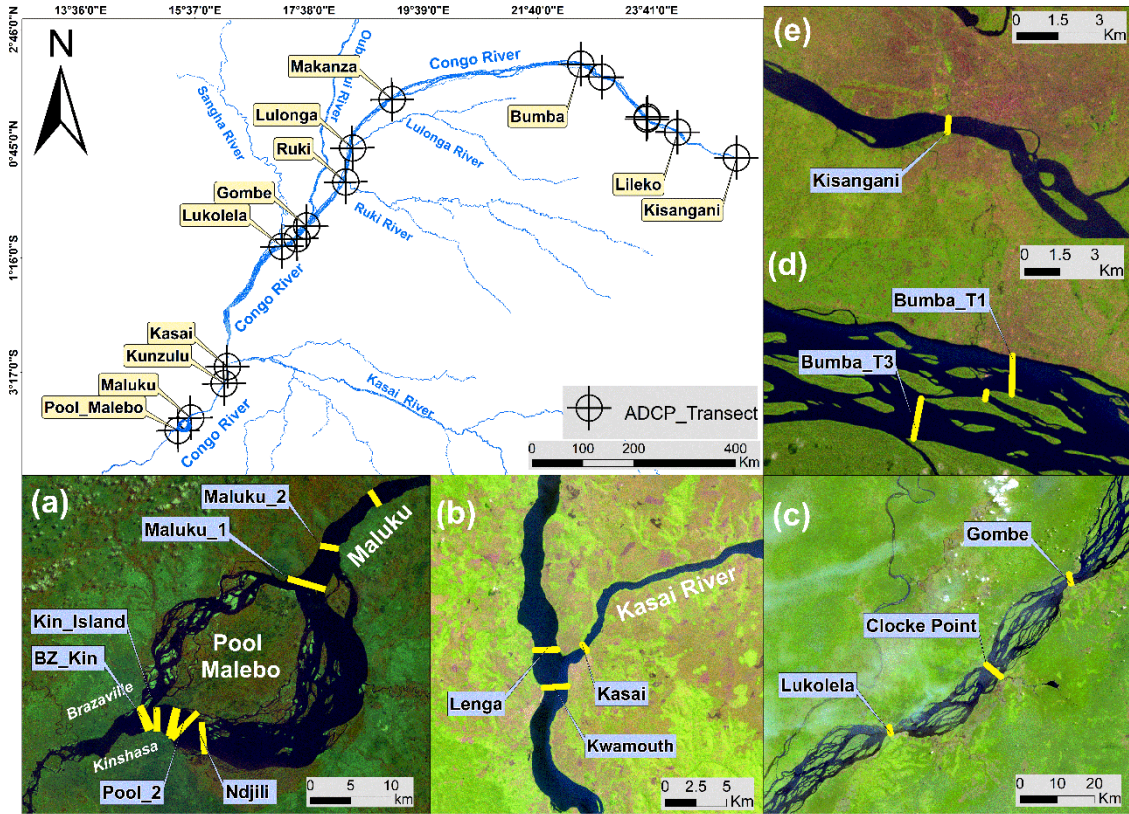 13°36'0"E 15°37'0"E 17°38'0"E 19°39'0"E 21°40'0"E 23°41'0"E
2°46'0"N
0°45'0"N
1°16'0"S
3°17'0"S
N
Congo River
Makanza
Bumba
Sangha River
Lulonga
Lulonga River
Ruki
Gombe
Lukolela
Ruki River
Lileko
Kisangani
Congo River
Kasai
Kunzulu
Maluku
Pool_Malebo
Kasai River
Congo River
ADCP_Transect
0 100 200 300 400
Km
(e)
0 1.5 3
Km
Kisangani
(d)
0 1.5 3
Km
Bumba_T1
Bumba_T3
(a)
Maluku_2
Maluku_1
Maluku
Kin_Island
BZ_Kin
Pool
Malebo
Brazaville
Kinshasa
Pool_2
Ndjili
0 5 10
km
(b)
Kasai River
Lenga
Kasai
Kwamouth
0 2.5 5
Km
(c)
Gombe
Clocke Point
Lukolela
0 10 20
Km